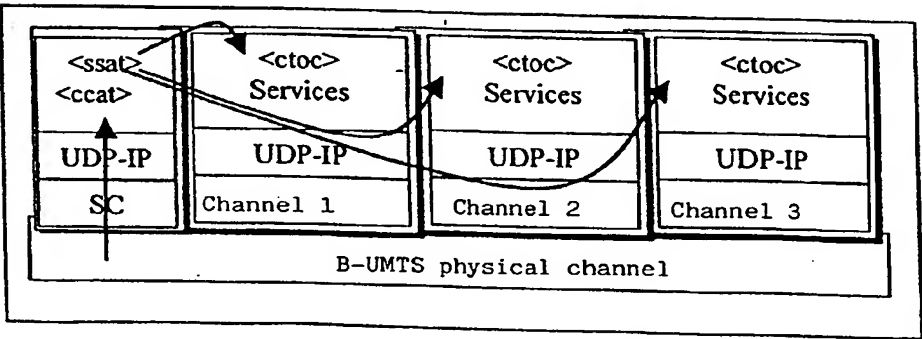 <ssat>
<ccat>
UDP-IP
SC
<ctoc>
Services
UDP-IP
Channel 1
<ctoc>
Services
UDP-IP
Channel 2
<ctoc>
Services
UDP-IP
Channel 3
B-UMTS physical channel